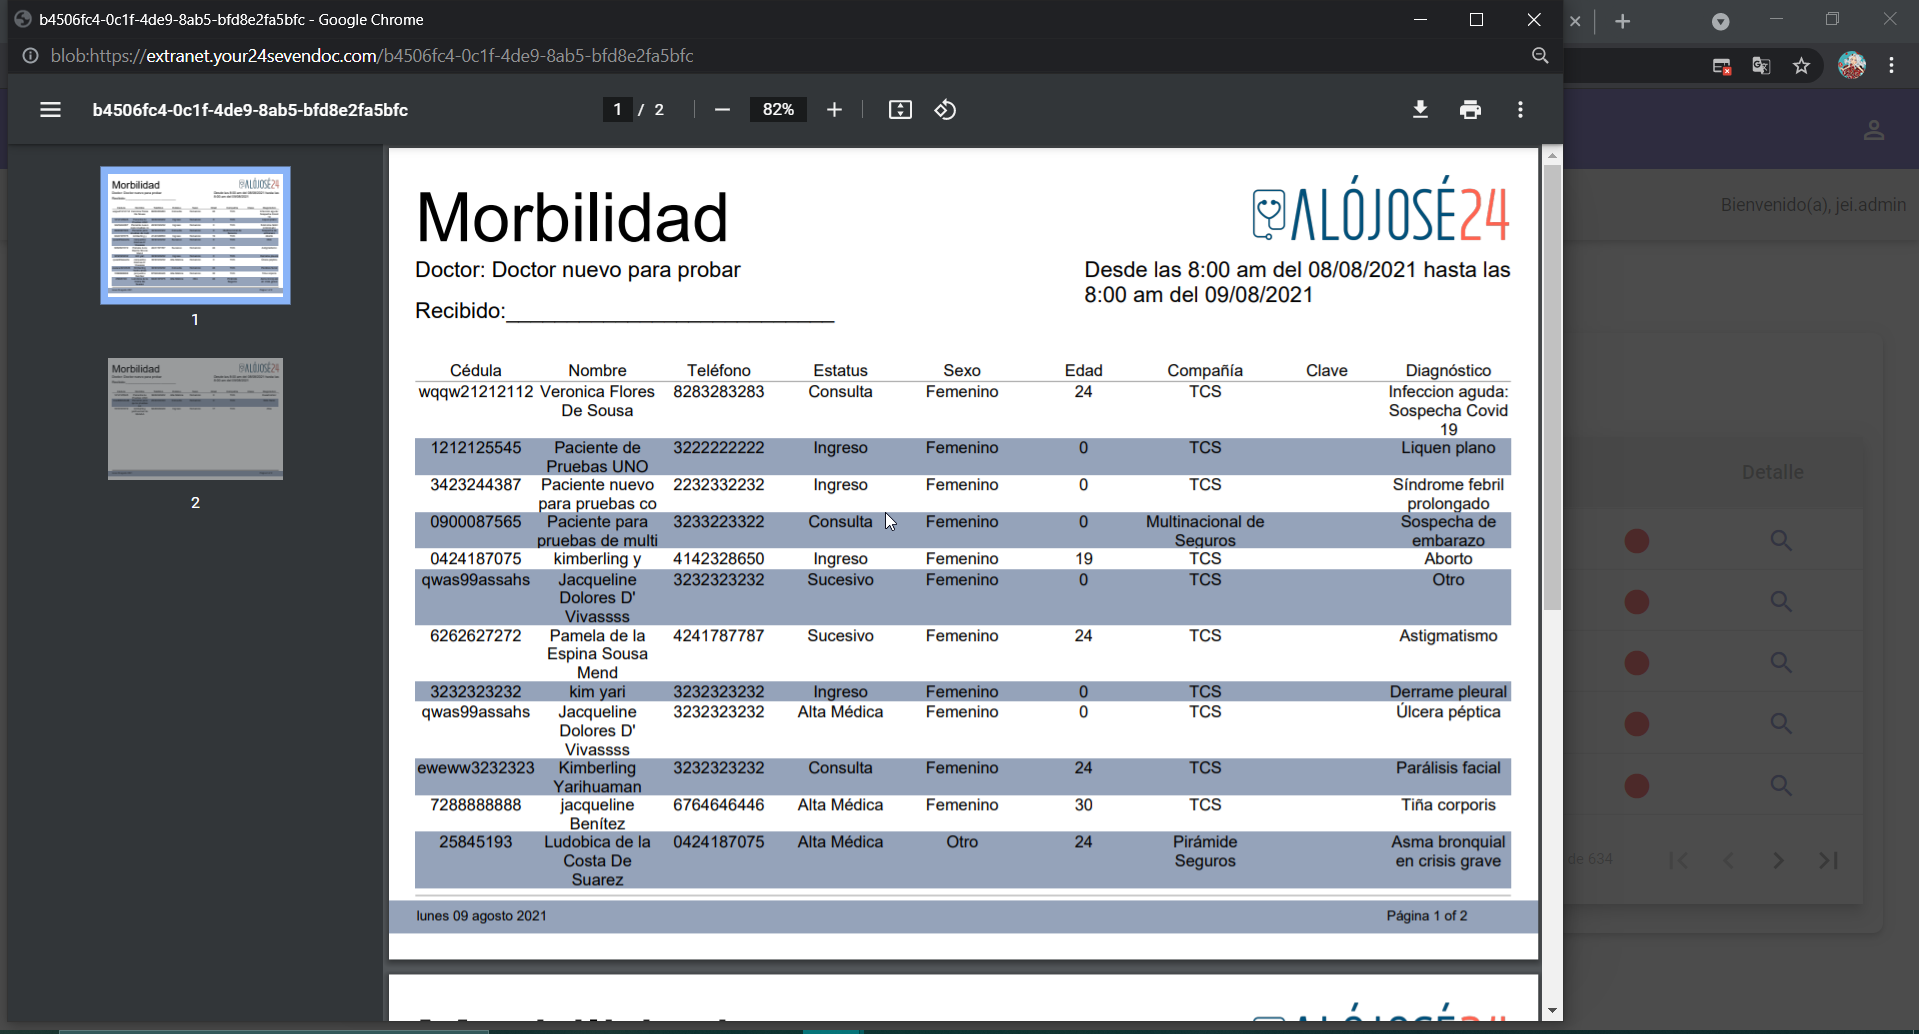 b4506fc4-0c1f-4de9-8ab5-bfd8e2fa5bfc - Google Chrome
blob:https://extranet.your24sevendoc.com/b4506fc4-0c1f-4de9-8ab5-bfd8e2fa5bfc
b4506fc4-0c1f-4de9-8ab5-bfd8e2fa5bfc
1 / 2
82%
Bienvenido(a), jei.admin
Morbilidad
ALÓJOSÉ24
1
Morbilidad
ALÓJOSÉ24
2
Morbilidad
ALÓJOSÉ24
Doctor: Doctor nuevo para probar
Desde las 8:00 am del 08/08/2021 hasta las
8:00 am del 09/08/2021
Recibido:___________________________
Cédula Nombre Teléfono Estatus Sexo Edad Compañía Clave Diagnóstico
wqqw21212112 Veronica Flores 8283283283 Consulta Femenino 24 TCS Infeccion aguda:
De Sousa Sospecha Covid
19
1212125545 Paciente de 3222222222 Ingreso Femenino 0 TCS Liquen plano
Pruebas UNO
3423244387 Paciente nuevo 2232332232 Ingreso Femenino 0 TCS Síndrome febril
para pruebas co prolongado
0900087565 Paciente para 3233223322 Consulta Femenino 0 Multinacional de Sospecha de
pruebas de multi Seguros embarazo
0424187075 kimberling y 4142328650 Ingreso Femenino 19 TCS Aborto
qwas99assahs Jacqueline 3232323232 Sucesivo Femenino 0 TCS Otro
Dolores D'
Vivassss
6262627272 Pamela de la 4241787787 Sucesivo Femenino 24 TCS Astigmatismo
Espina Sousa
Mend
3232323232 kim yari 3232323232 Ingreso Femenino 0 TCS Derrame pleural
qwas99assahs Jacqueline 3232323232 Alta Médica Femenino 0 TCS Úlcera péptica
Dolores D'
Vivassss
eweww3232323 Kimberling 3232323232 Consulta Femenino 24 TCS Parálisis facial
Yarihuaman
7288888888 jacqueline 6764646446 Alta Médica Femenino 30 TCS Tiña corporis
Benítez
25845193 Ludobica de la 0424187075 Alta Médica Otro 24 Pirámide Asma bronquial
Costa De Seguros en crisis grave
Suarez
lunes 09 agosto 2021
Página 1 of 2
Detalle
de 634